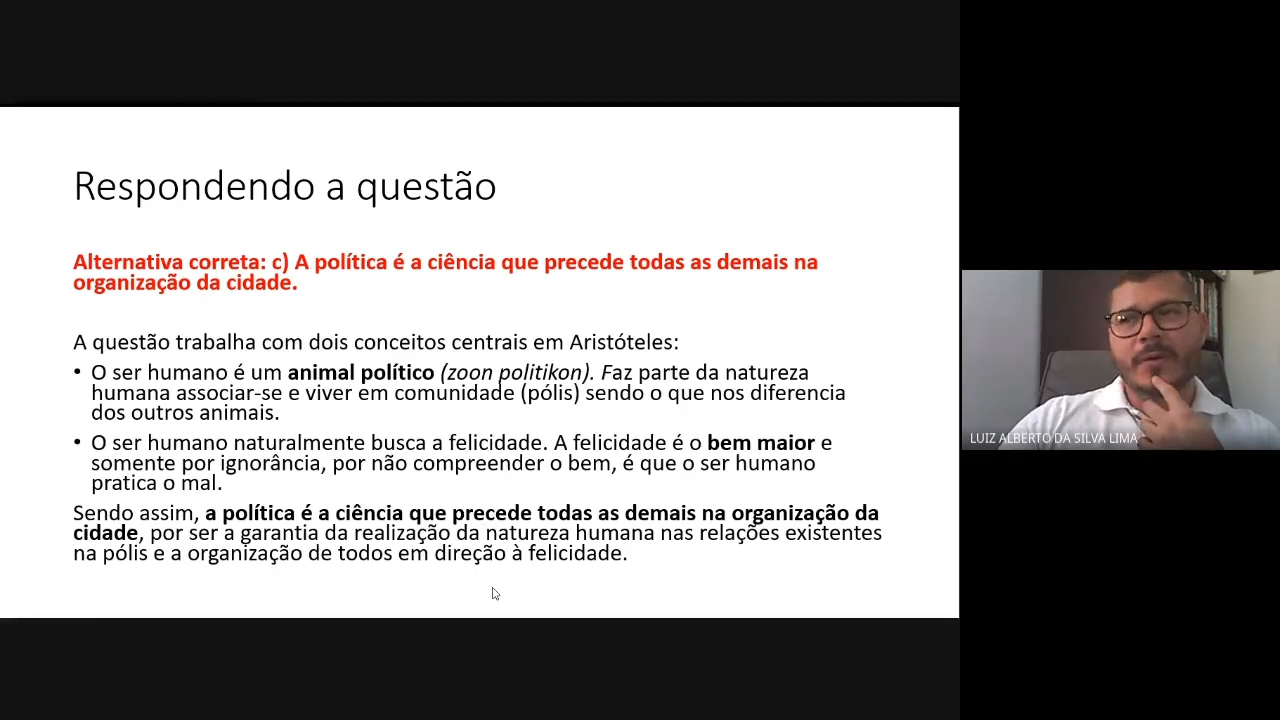 Respondendo a questão
Alternativa correta: c) A política é a ciência que precede todas as demais na
organização da cidade.
A questão trabalha com dois conceitos centrais em Aristóteles:
• O ser humano é um animal político (zoon politikon). Faz parte da natureza
humana associar-se e viver em comunidade (pólis) sendo o que nos diferencia
dos outros animais.
• O ser humano naturalmente busca a felicidade. A felicidade é o bem maior e
somente por ignorância, por não compreender o bem, é que o ser humano
pratica o mal.
Sendo assim, a política é a ciência que precede todas as demais na organização da
cidade, por ser a garantia da realização da natureza humana nas relações existentes
na pólis e a organização de todos em direção à felicidade.
LUIZ ALBERTO DA SILVA LIMA